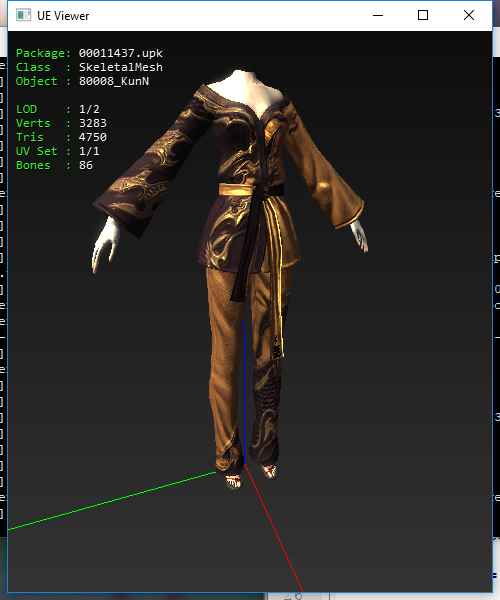 UE Viewer
Package: 00011437.upk
Class  : SkeletalMesh
Object : 80008_KunN
LOD    : 1/2
Verts  : 3283
Tris   : 4750
UV Set : 1/1
Bones  : 86